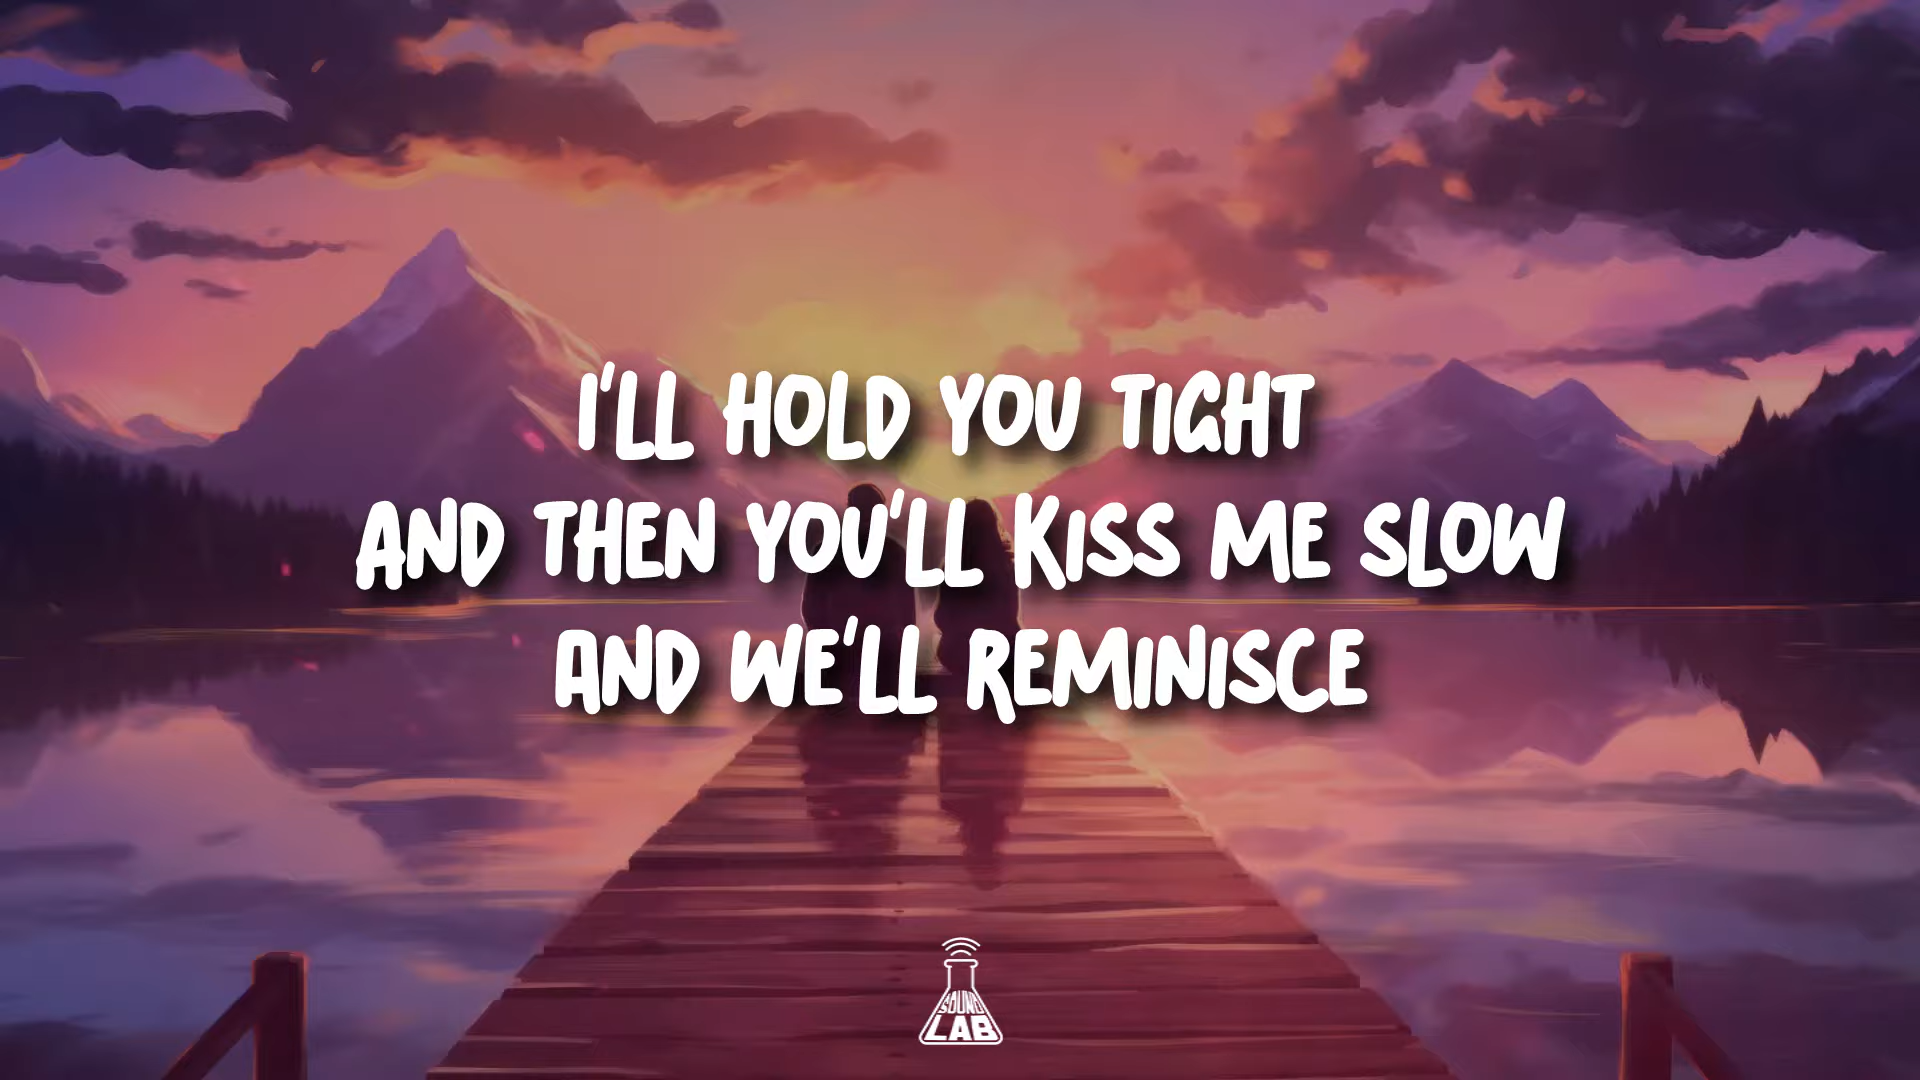 I'LL HOLD YOU TIGHT
AND THEN YOU'LL KISS ME SLOW
AND WE'LL REMINISCE
SOUND
LAB